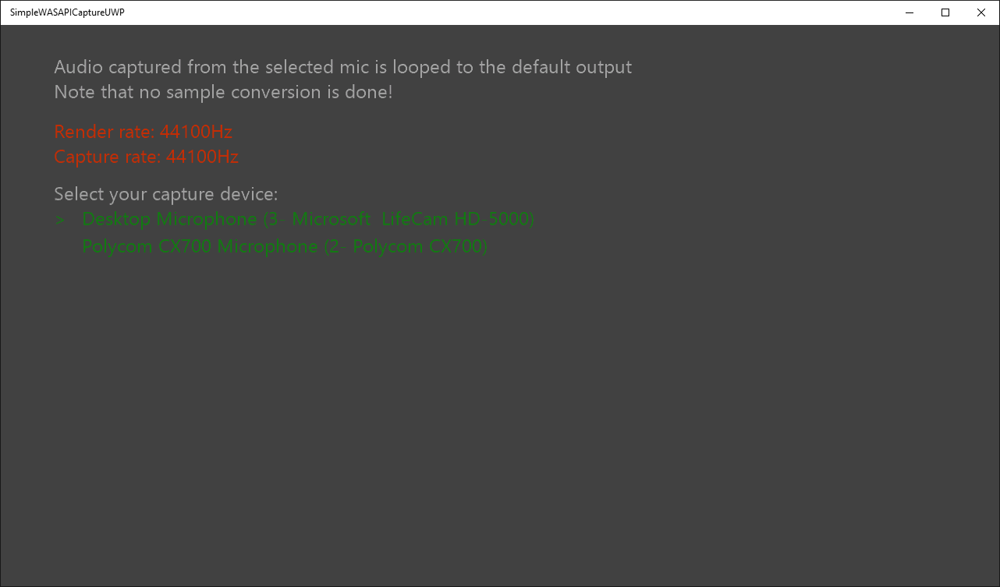 SimpleWASAPICaptureUWP
Audio captured from the selected mic is looped to the default output
Note that no sample conversion is done!
Render rate: 44100Hz
Capture rate: 44100Hz
Select your capture device:
> Desktop Microphone (3- Microsoft  LifeCam HD-5000)
Polycom CX700 Microphone (2- Polycom CX700)